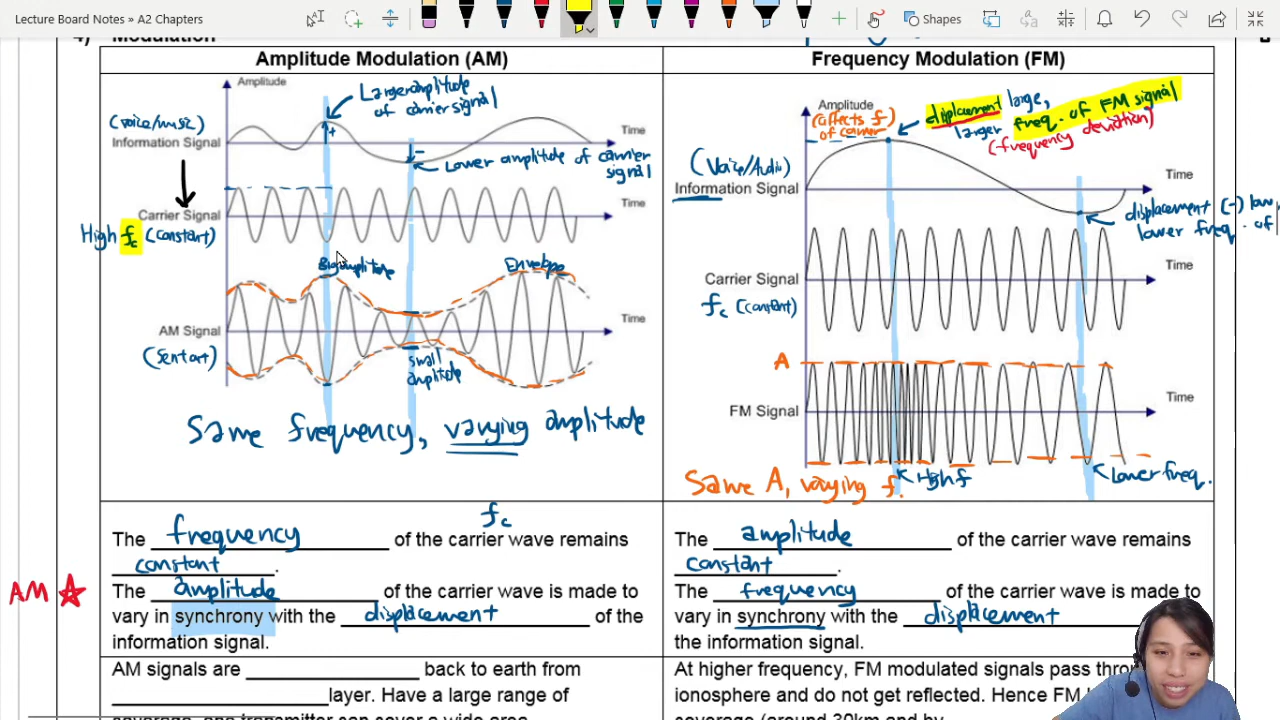 Lecture Board Notes » A2 Chapters
Shapes
4) Modulation
Amplitude Modulation (AM)
Amplitude
Larger amplitude
of carrier signal
(voice/music)
Information Signal
+
-
Time
Lower amplitude of carrier
signal
Carrier Signal
Time
High fc (constant)
Big amplitude
Envelope
AM Signal
Time
(sent out)
small
amplitude
Same frequency, varying amplitude
Frequency Modulation (FM)
Amplitude
(affects f)
of carrier
displacement large,
larger freq. of FM signal
(frequency deviation)
(Voice/Audio)
Information Signal
Time
displacement (-) low
lower freq. of
Carrier Signal
Time
fc (constant)
A
FM Signal
Time
Same A, varying f.
High f
Lower freq.
fc
The frequency of the carrier wave remains
constant.
AM
The amplitude of the carrier wave is made to
vary in synchrony with the displacement of the
information signal.
The amplitude of the carrier wave remains
constant.
The frequency of the carrier wave is made to
vary in synchrony with the displacement
the information signal.
AM signals are ____ back to earth from
____ layer. Have a large range of
At higher frequency, FM modulated signals pass
ionosphere and do not get reflected. Hence FM